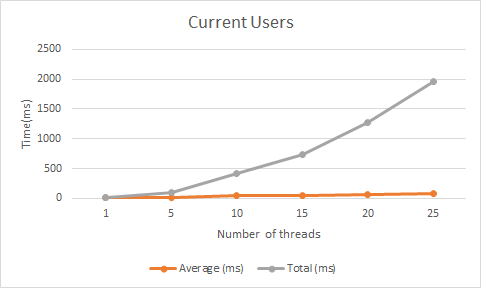 Current Users
Time(ms)
2500
2000
1500
1000
500
0
1 5 10 15 20 25
Number of threads
Average (ms) Total (ms)